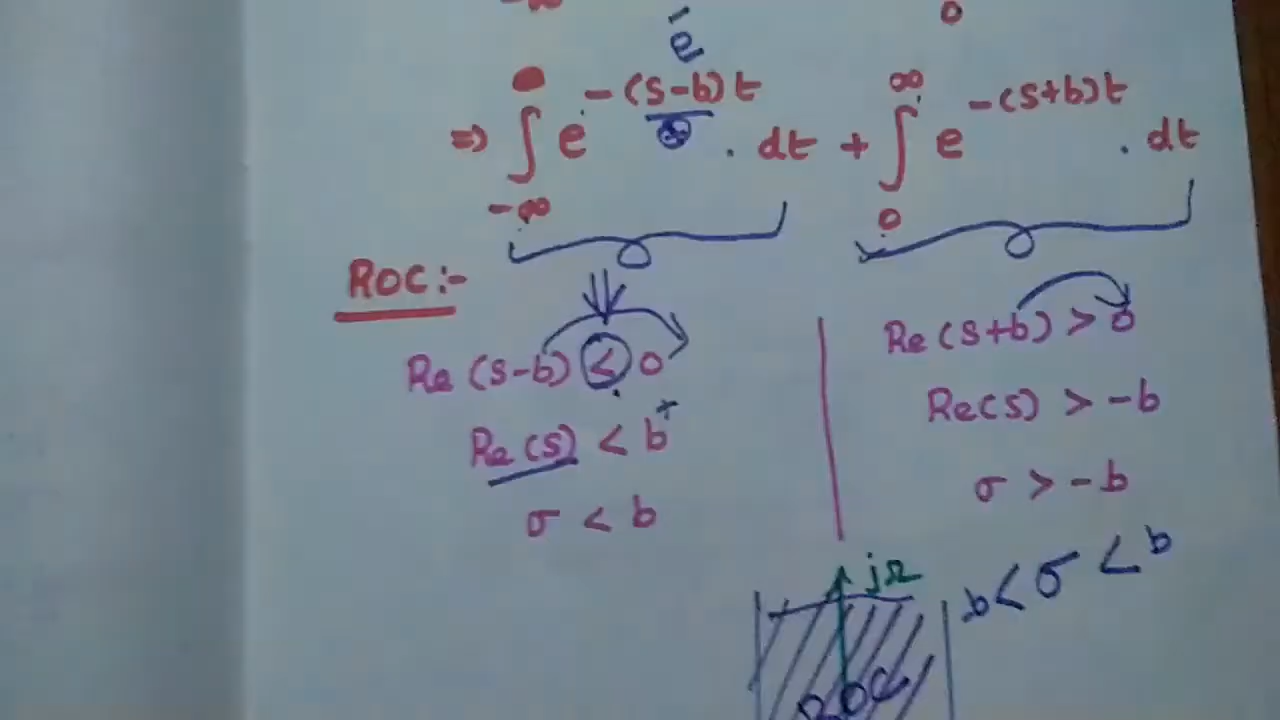 -∞ 0
⇒ ∫_{-∞}^{●} e^{-(s-b)t} . dt + ∫_{0}^{∞} e^{-(s+b)t} . dt
ROC:-
Re(s-b) < 0
Re(s) < b⁺
σ < b
Re(s+b) > 0
Re(s) > -b
σ > -b
b < σ < b
jΩ
ROC